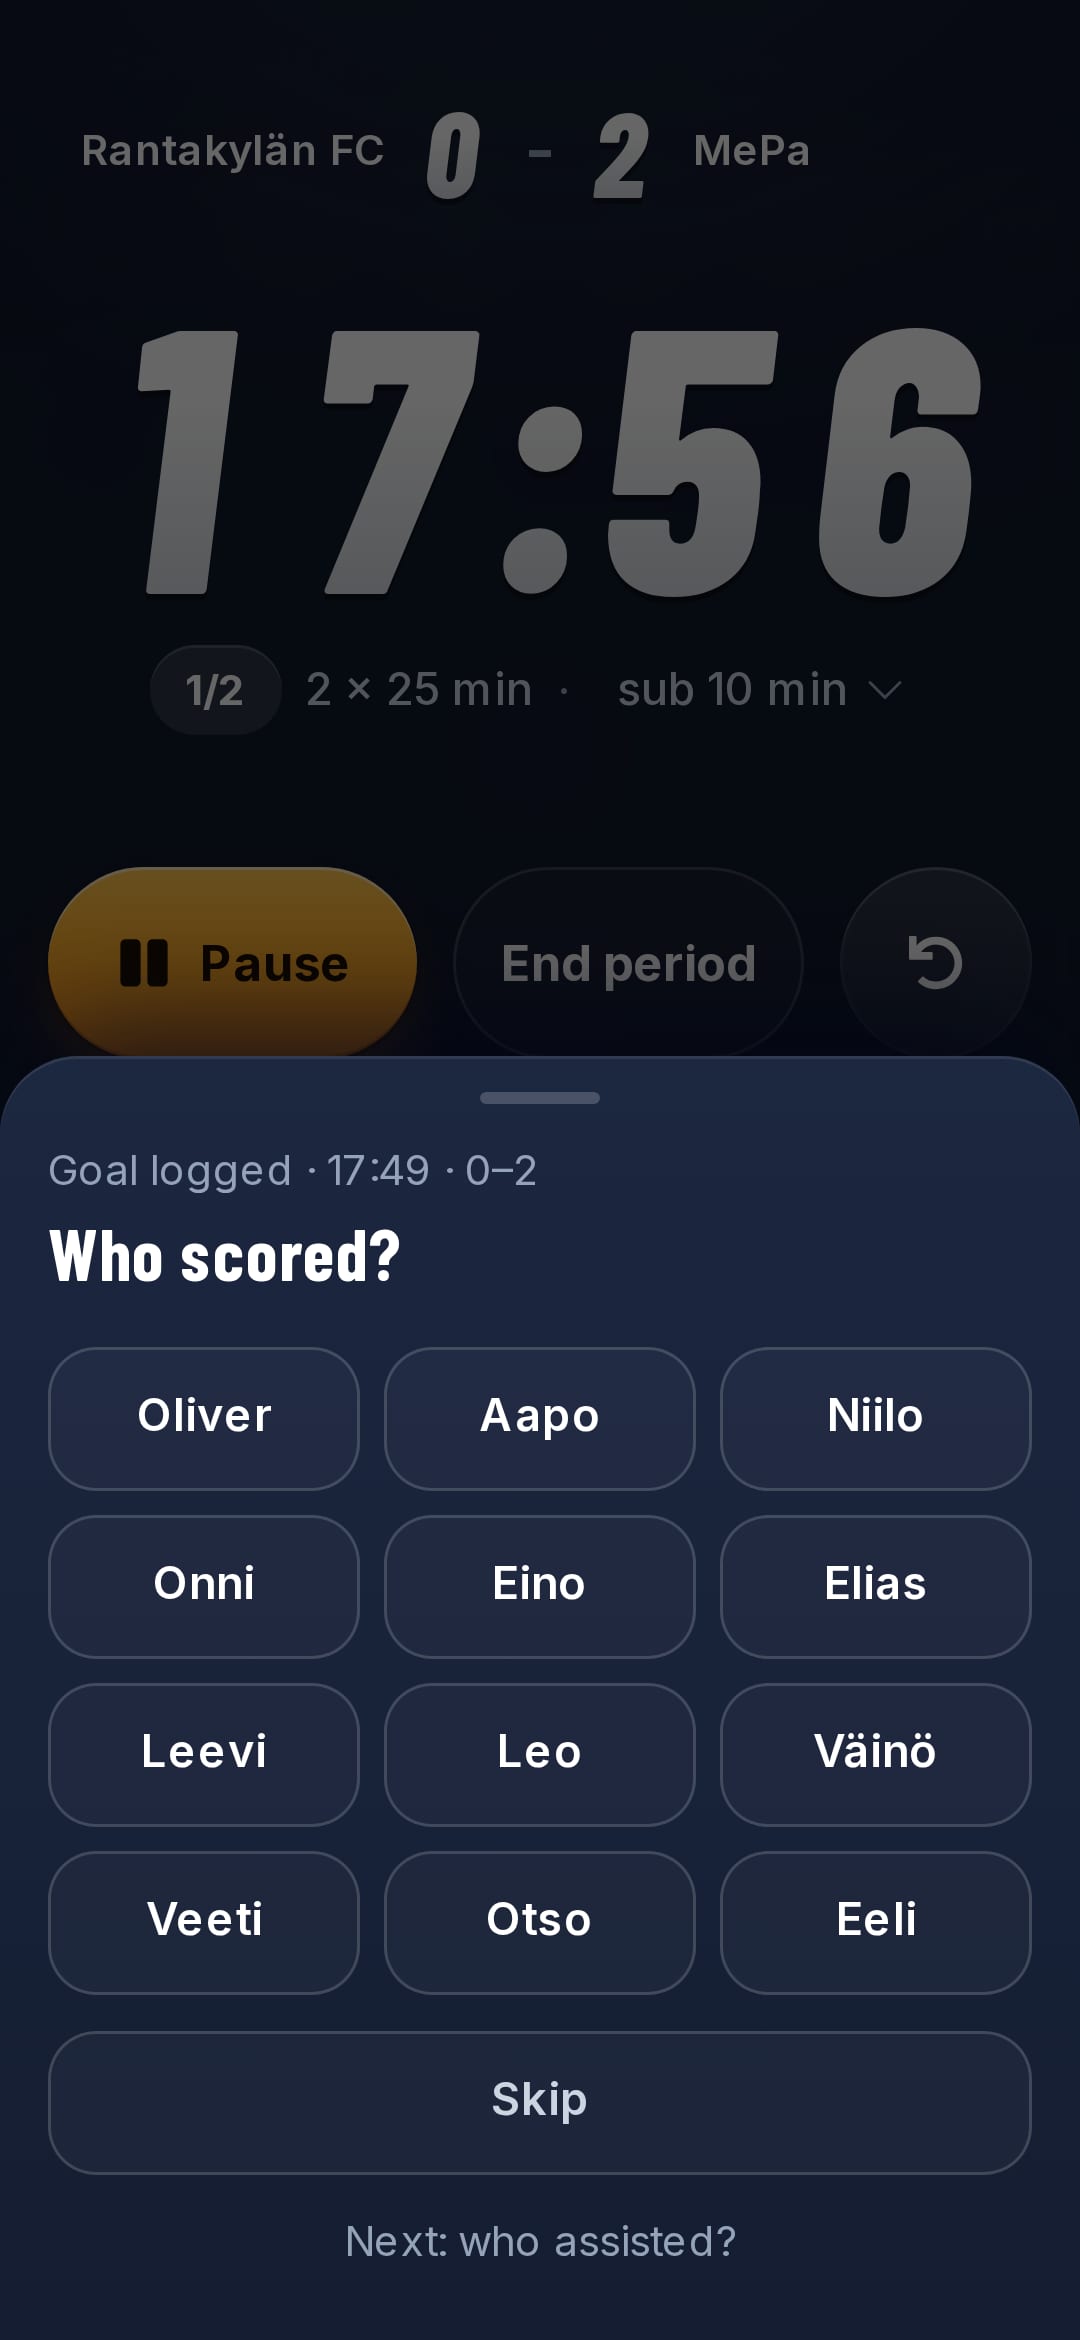 Rantakylän FC 0 - 2 MePa
17:56
1/2 2 × 25 min · sub 10 min
Pause End period
Goal logged · 17:49 · 0–2
Who scored?
Oliver Aapo Niilo
Onni Eino Elias
Leevi Leo Väinö
Veeti Otso Eeli
Skip
Next: who assisted?